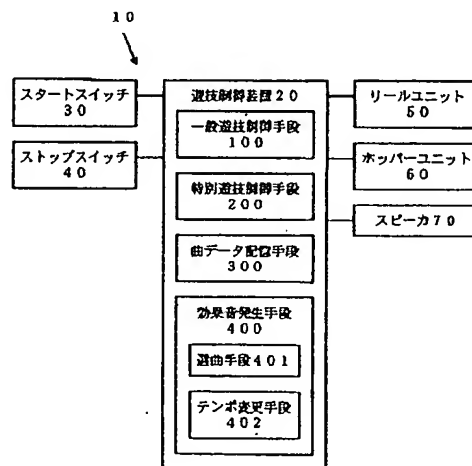 10
スタートスイッチ
30
ストップスイッチ
40
遊技制御装置20
一般遊技制御手段
100
特別遊技制御手段
200
曲データ記憶手段
300
効果音発生手段
400
選曲手段401
テンポ変更手段
402
リールユニット
50
ホッパーユニット
60
スピーカ70